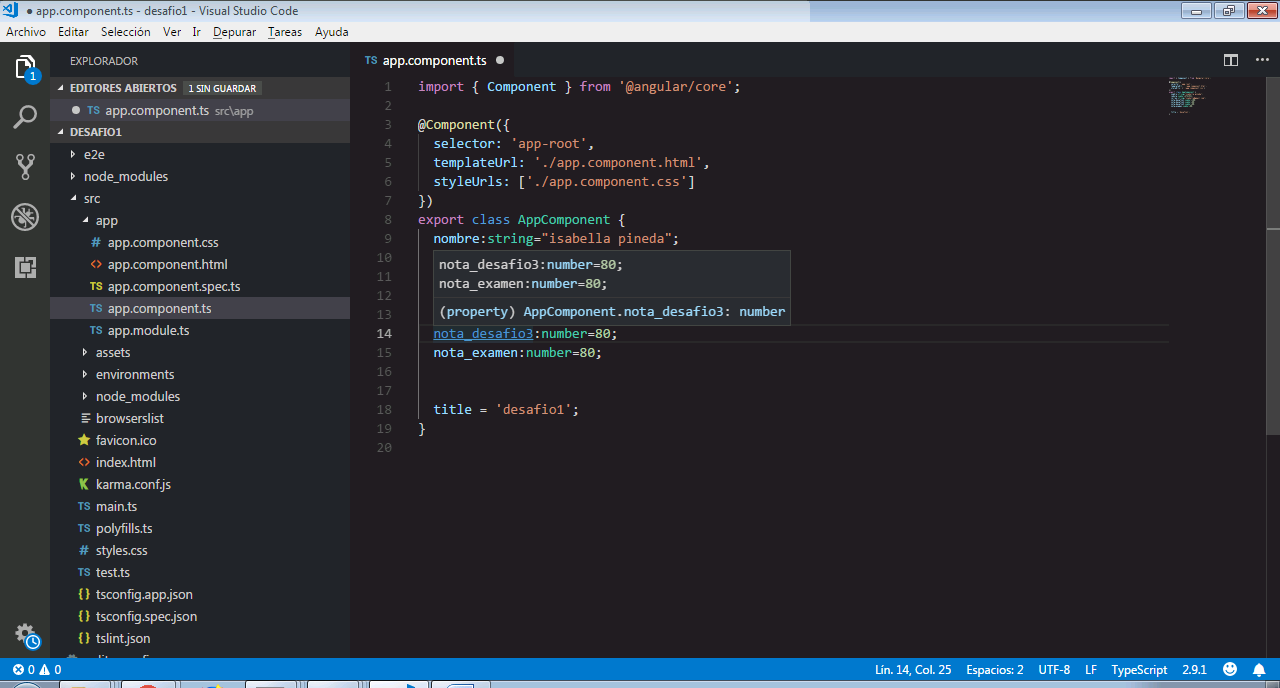 ● app.component.ts - desafio1 - Visual Studio Code
Archivo Editar Selección Ver Ir Depurar Tareas Ayuda
1
EXPLORADOR
EDITORES ABIERTOS 1 SIN GUARDAR
● TS app.component.ts src\app
DESAFIO1
e2e
node_modules
src
app
# app.component.css
<> app.component.html
TS app.component.spec.ts
TS app.component.ts
TS app.module.ts
assets
environments
node_modules
browserslist
favicon.ico
<> index.html
karma.conf.js
TS main.ts
TS polyfills.ts
# styles.css
TS test.ts
{} tsconfig.app.json
{} tsconfig.spec.json
{} tslint.json
TS app.component.ts ●
1 import { Component } from '@angular/core';
2
3 @Component({
4 selector: 'app-root',
5 templateUrl: './app.component.html',
6 styleUrls: ['./app.component.css']
7 })
8 export class AppComponent {
9 nombre:string="isabella pineda";
10 nota_desafio3:number=80;
11 nota_examen:number=80;
12
13 (property) AppComponent.nota_desafio3: number
14 nota_desafio3:number=80;
15 nota_examen:number=80;
16
17
18 title = 'desafio1';
19 }
20
0 0 Lín. 14, Col. 25 Espacios: 2 UTF-8 LF TypeScript 2.9.1